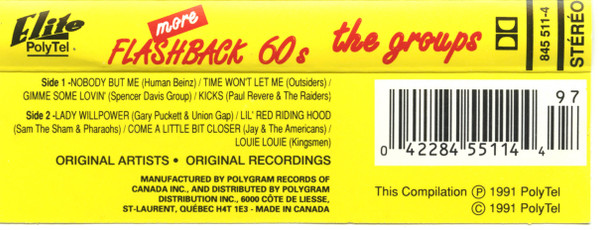 Elite
PolyTel
more
FLASHBACK 60s the groups
845 511-4
STÉRÉO
Side 1 -NOBODY BUT ME (Human Beinz) / TIME WON'T LET ME (Outsiders) /
GIMME SOME LOVIN' (Spencer Davis Group) / KICKS (Paul Revere & The Raiders)
Side 2 -LADY WILLPOWER (Gary Puckett & Union Gap) / LIL' RED RIDING HOOD
(Sam The Sham & Pharaohs) / COME A LITTLE BIT CLOSER (Jay & The Americans) /
LOUIE LOUIE (Kingsmen)
ORIGINAL ARTISTS • ORIGINAL RECORDINGS
MANUFACTURED BY POLYGRAM RECORDS OF
CANADA INC., AND DISTRIBUTED BY POLYGRAM
DISTRIBUTION INC., 6000 CÔTE DE LIESSE,
ST-LAURENT, QUÉBEC H4T 1E3 - MADE IN CANADA
97
0 42284 55114 4
This Compilation Ⓟ 1991 PolyTel
© 1991 PolyTel